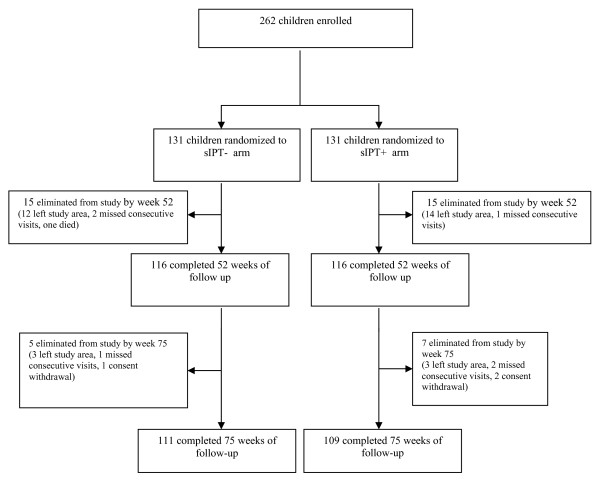 262 children enrolled
131 children randomized to
sIPT- arm
131 children randomized to
sIPT+ arm
15 eliminated from study by week 52
(12 left study area, 2 missed consecutive
visits, one died)
15 eliminated from study by week 52
(14 left study area, 1 missed consecutive
visits)
116 completed 52 weeks of
follow up
116 completed 52 weeks of
follow up
5 eliminated from study by week 75
(3 left study area, 1 missed
consecutive visits, 1 consent
withdrawal)
7 eliminated from study by
week 75
(3 left study area, 2 missed
consecutive visits, 2 consent
withdrawal)
111 completed 75 weeks of
follow-up
109 completed 75 weeks of
follow-up